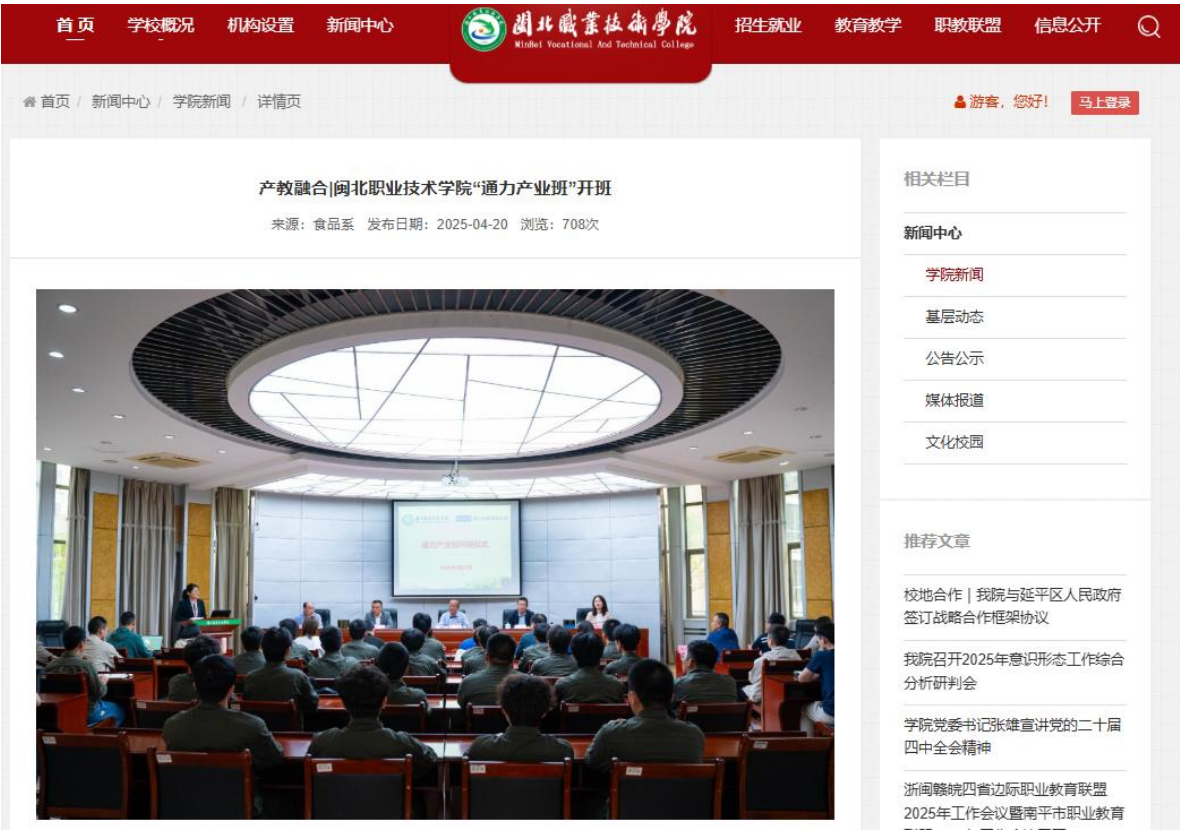 首页 学校概况 机构设置 新闻中心 闽北职业技术学院 招生就业 教育教学 职教联盟 信息公开
MinBei Vocational And Technical College
首页 / 新闻中心 / 学院新闻 / 详情页
游客，您好！ 马上登录
产教融合|闽北职业技术学院“通力产业班”开班
来源：食品系 发布日期：2025-04-20 浏览：708次
相关栏目
新闻中心
学院新闻
基层动态
公告公示
媒体报道
文化校园
推荐文章
校地合作 | 我院与延平区人民政府
签订战略合作框架协议
我院召开2025年意识形态工作综合
分析研判会
学院党委书记张雄宣讲党的二十届
四中全会精神
浙闽赣皖四省边际职业教育联盟
2025年工作会议暨南平市职业教育